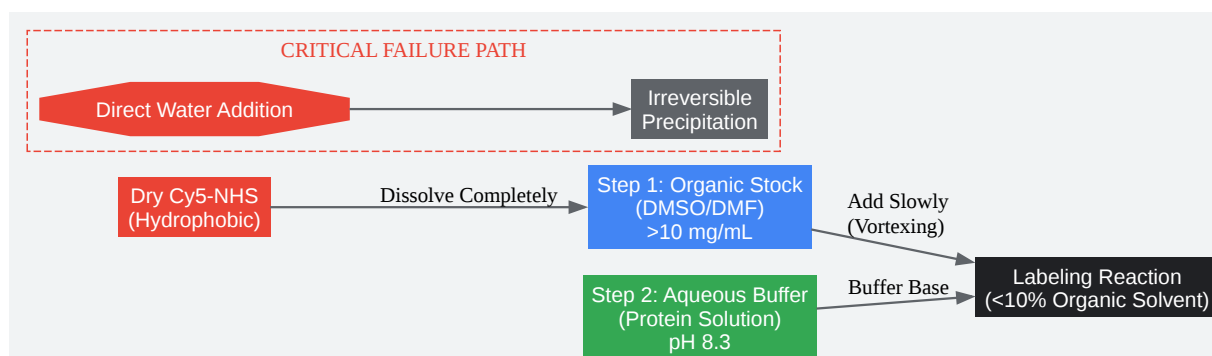 CRITICAL FAILURE PATH
Direct Water Addition
Irreversible
Precipitation
Dry Cy5-NHS
(Hydrophobic)
Dissolve Completely
Step 1: Organic Stock
(DMSO/DMF)
>10 mg/mL
Add Slowly
(Vortexing)
Step 2: Aqueous Buffer
(Protein Solution)
pH 8.3
Buffer Base
Labeling Reaction
(<10% Organic Solvent)